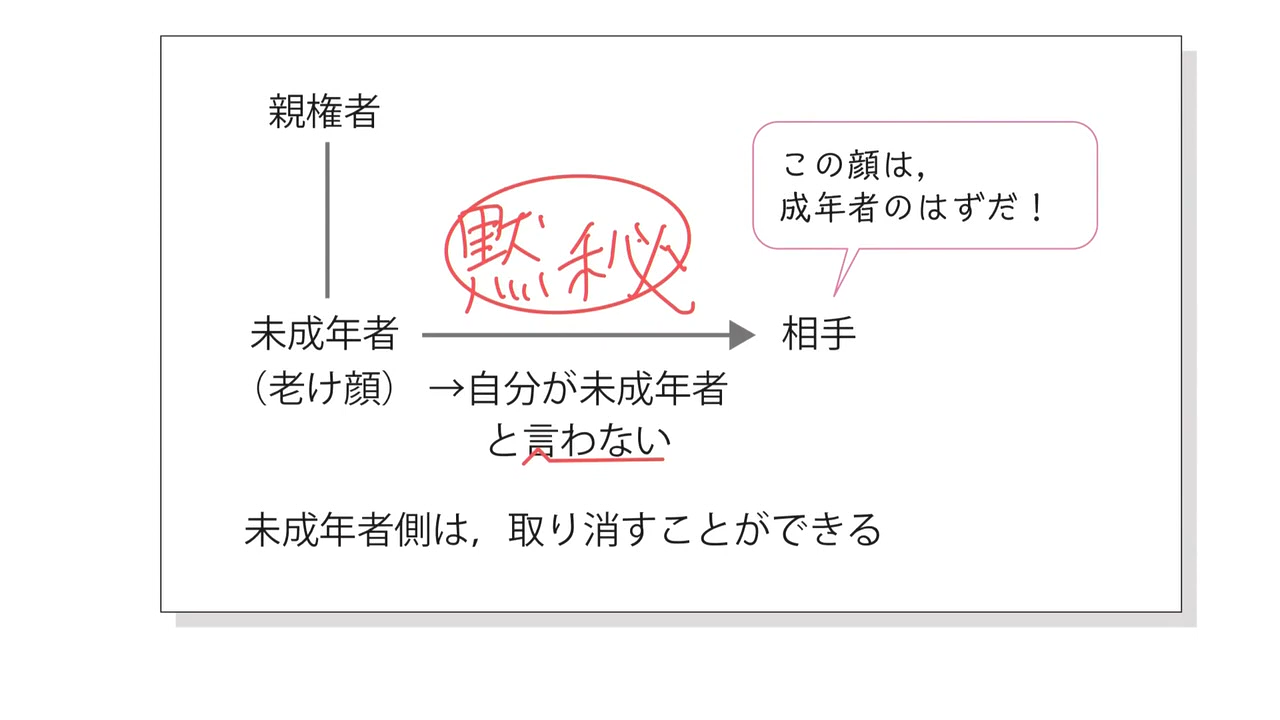 親権者
この顔は，
成年者のはずだ！
黙秘
未成年者
相手
（老け顔）
→自分が未成年者
と言わない
未成年者側は，取り消すことができる